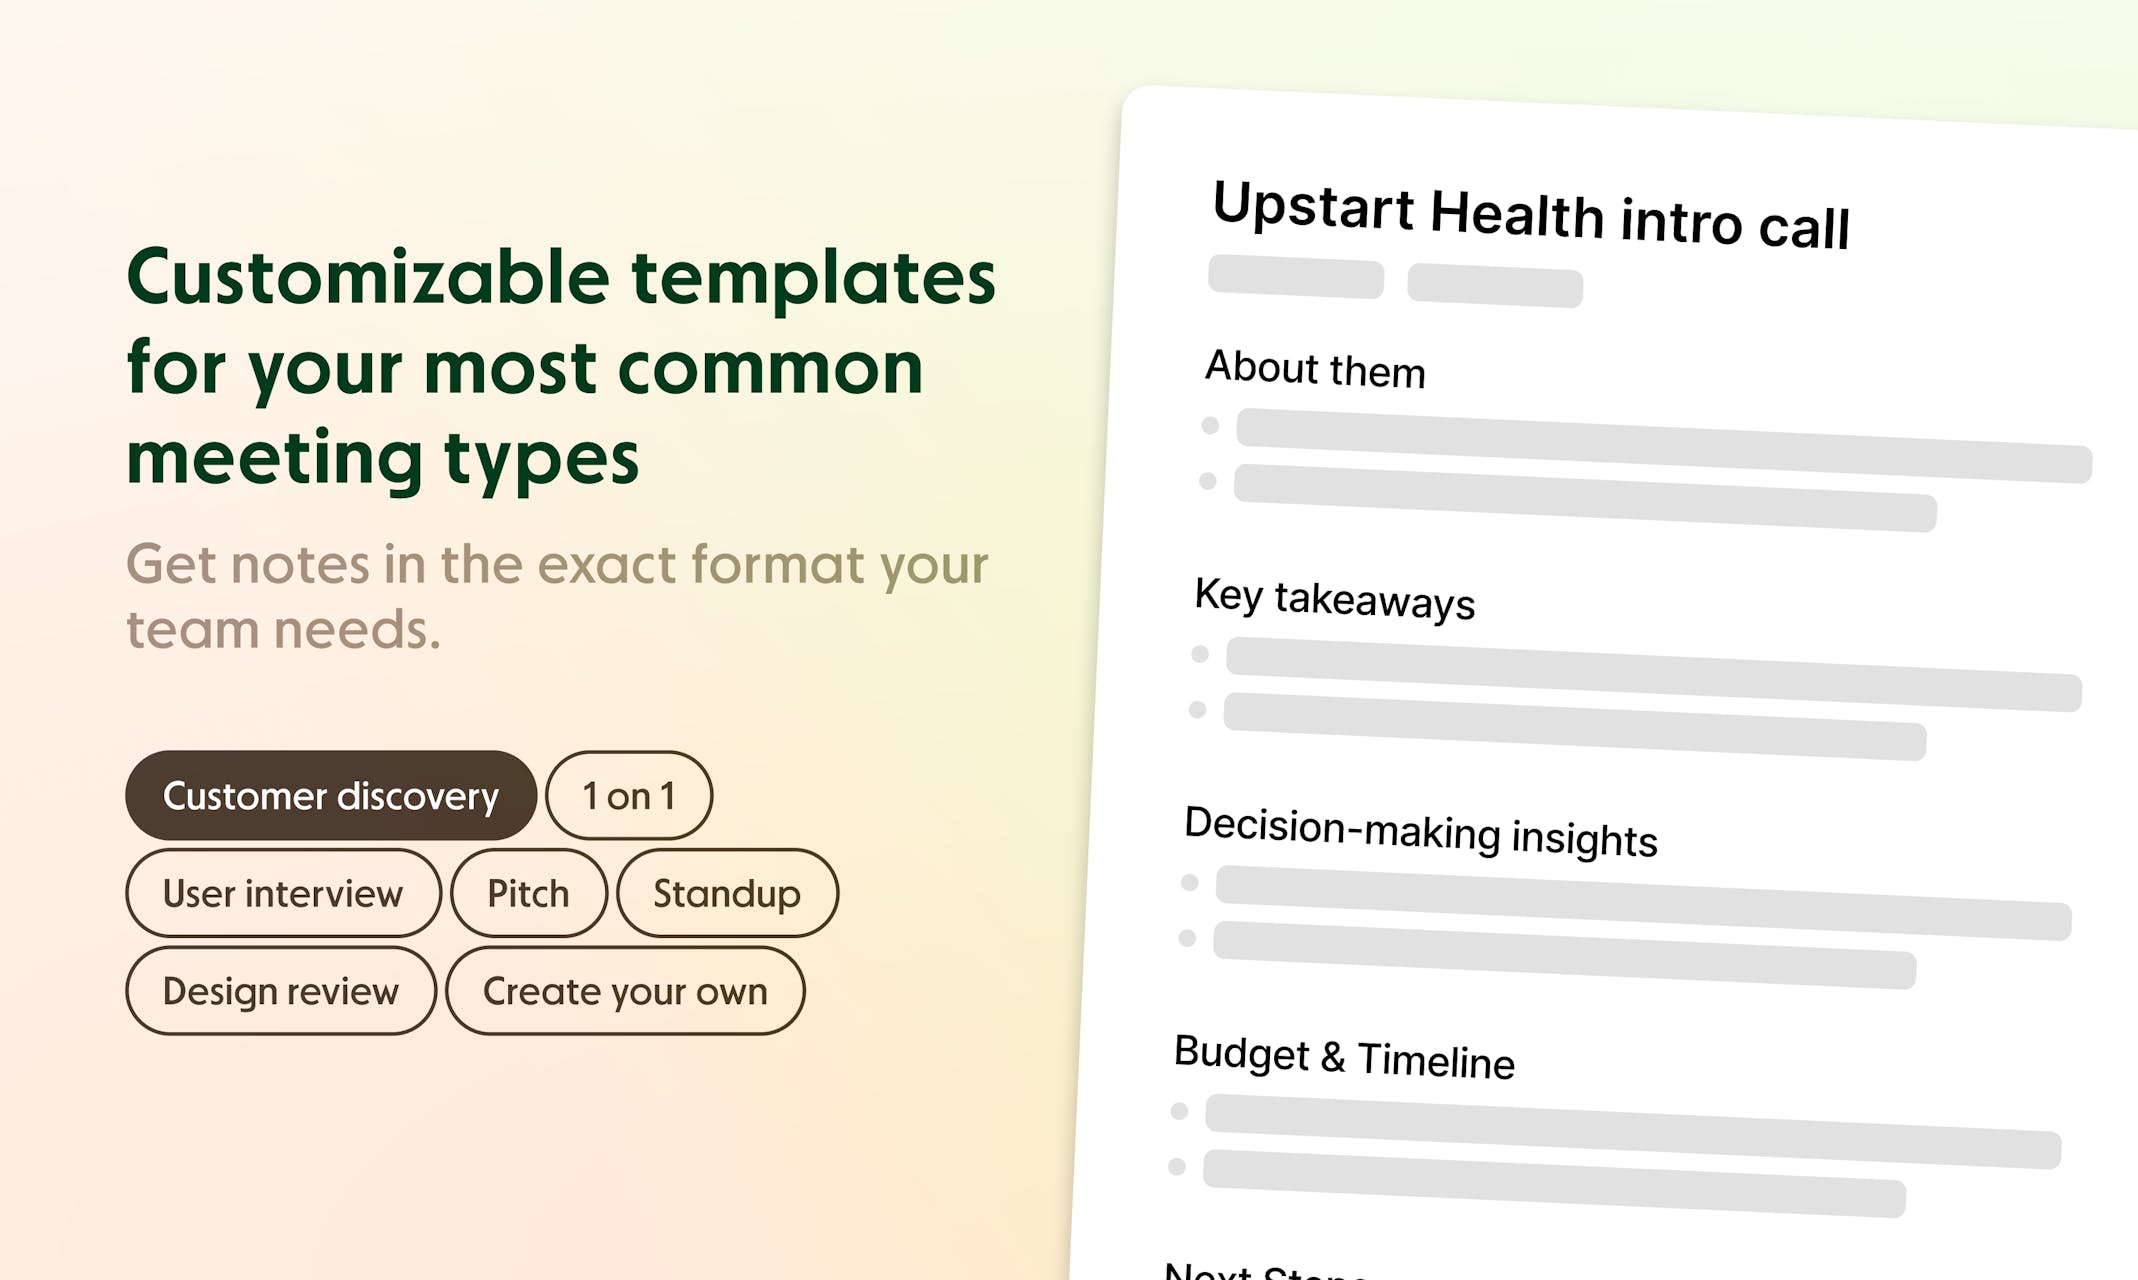 Customizable templates
for your most common
meeting types
Get notes in the exact format your
team needs.
Customer discovery
1 on 1
User interview
Pitch
Standup
Design review
Create your own
Upstart Health intro call
About them
Key takeaways
Decision-making insights
Budget & Timeline
Next Steps